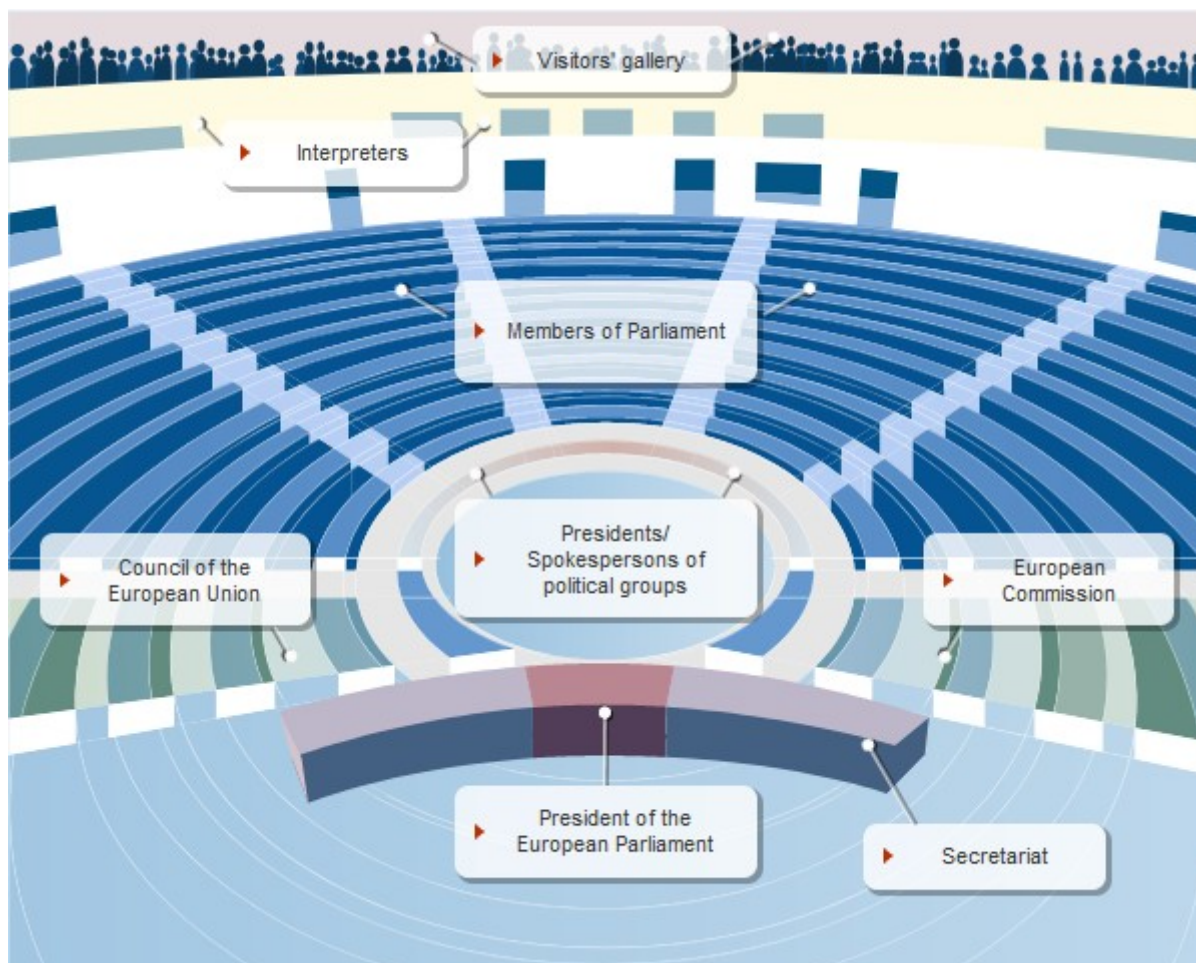 Visitors' gallery
Interpreters
Members of Parliament
Presidents/
Spokespersons of
political groups
Council of the
European Union
European
Commission
President of the
European Parliament
Secretariat